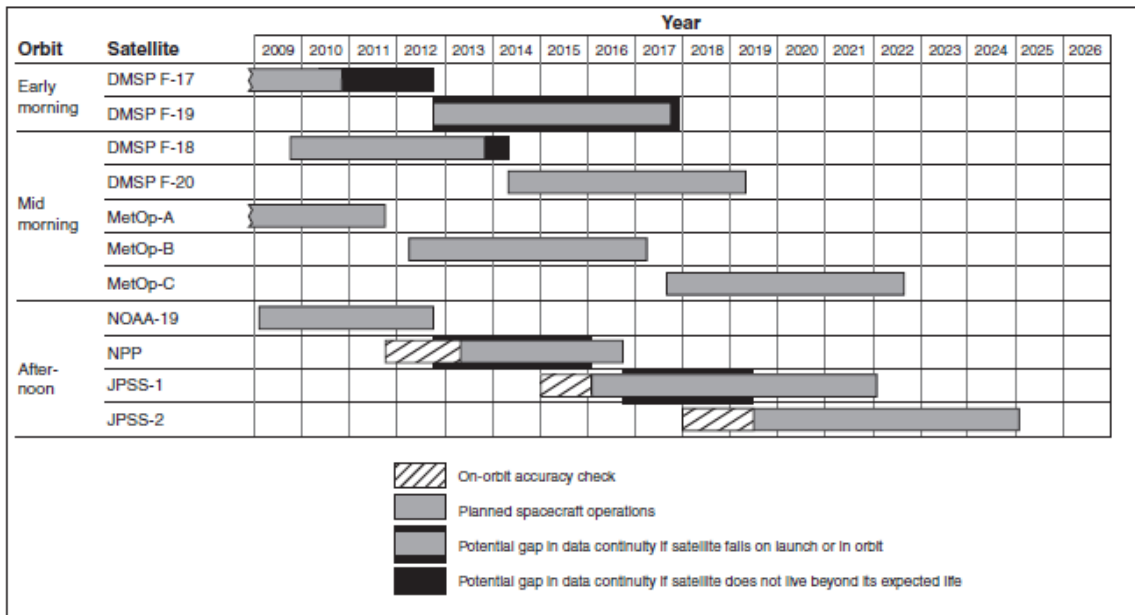 Year
Orbit Satellite 2009 2010 2011 2012 2013 2014 2015 2016 2017 2018 2019 2020 2021 2022 2023 2024 2025 2026
Early
morning
DMSP F-17
DMSP F-19
Mid
morning
DMSP F-18
DMSP F-20
MetOp-A
MetOp-B
MetOp-C
After-
noon
NOAA-19
NPP
JPSS-1
JPSS-2
On-orbit accuracy check
Planned spacecraft operations
Potential gap in data continuity if satellite fails on launch or in orbit
Potential gap in data continuity if satellite does not live beyond its expected life